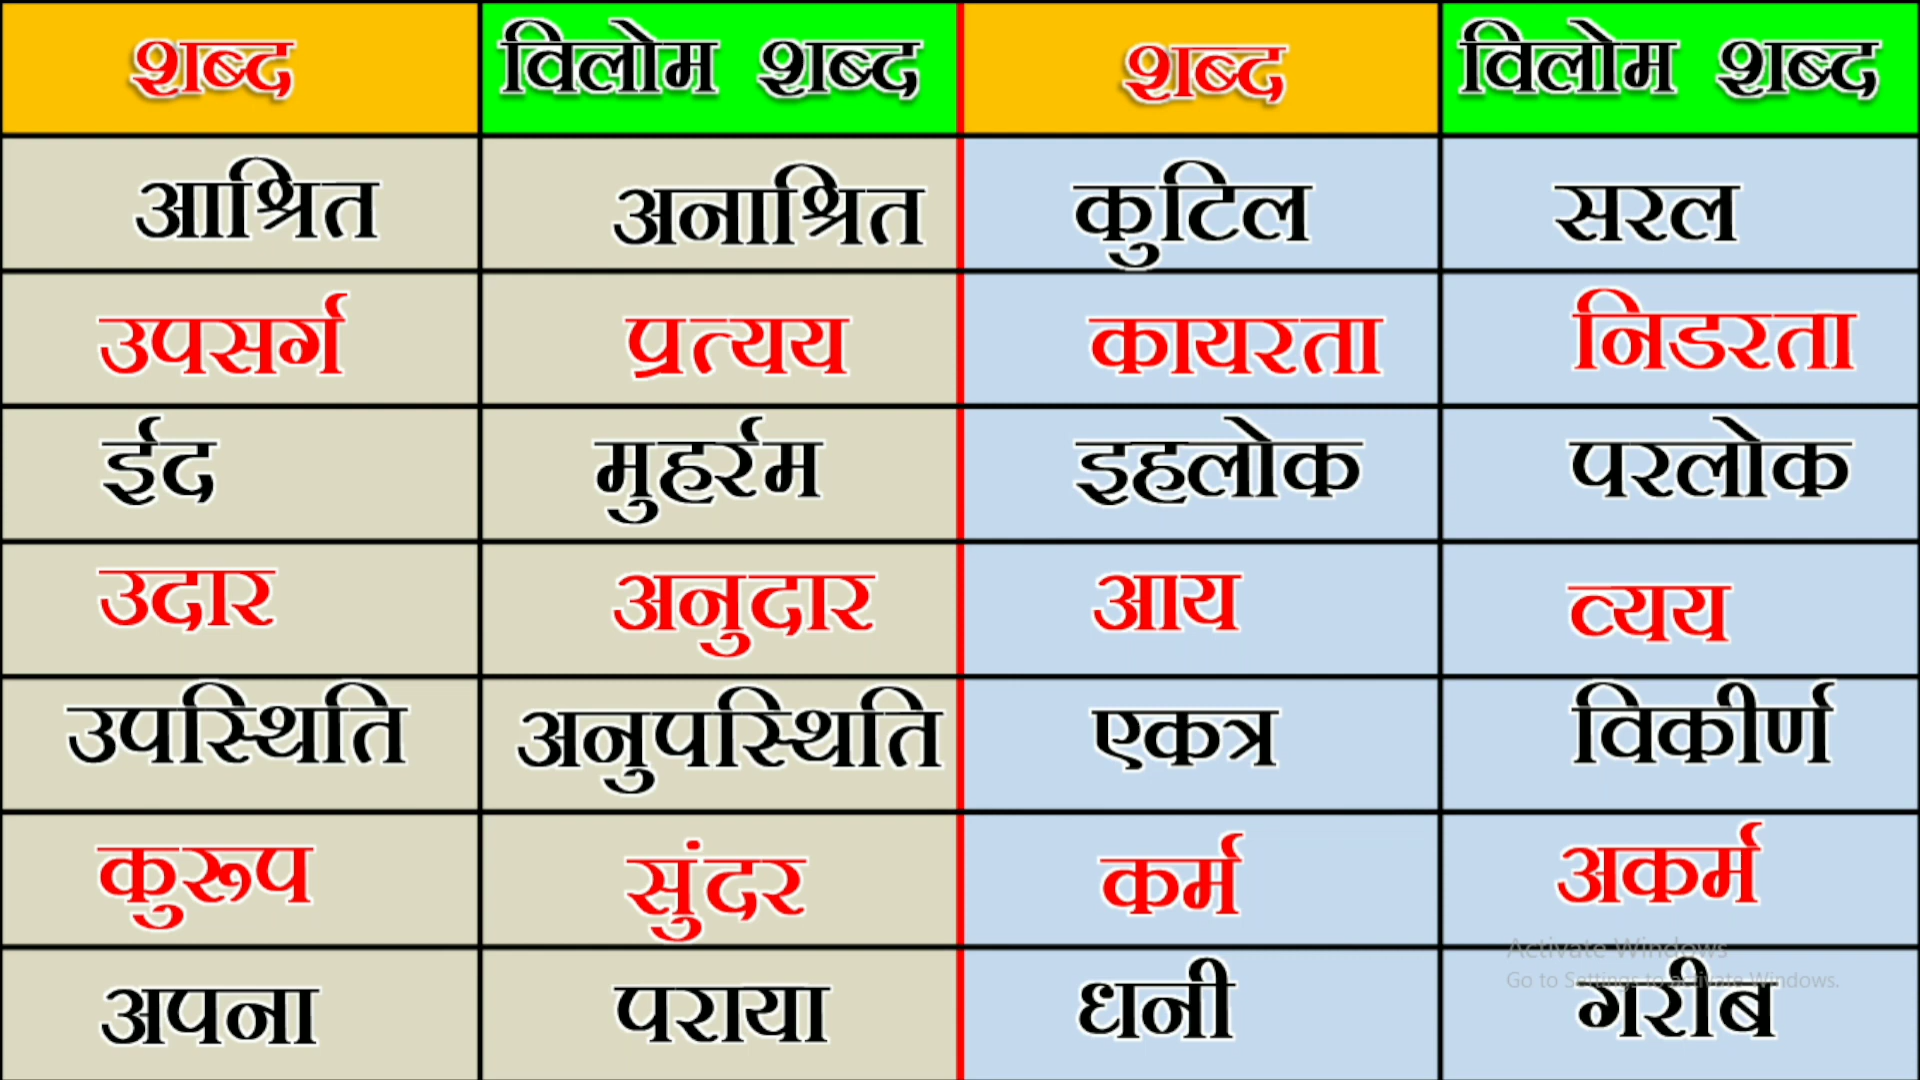 शब्द विलोम शब्द शब्द विलोम शब्द
आश्रित अनाश्रित कुटिल सरल
उपसर्ग प्रत्यय कायरता निडरता
ईद मुहर्रम इहलोक परलोक
उदार अनुदार आय व्यय
उपस्थिति अनुपस्थिति एकत्र विकीर्ण
कुरूप सुंदर कर्म अकर्म
Activate Windows
Go to Settings to activate Windows.
अपना पराया धनी गरीब